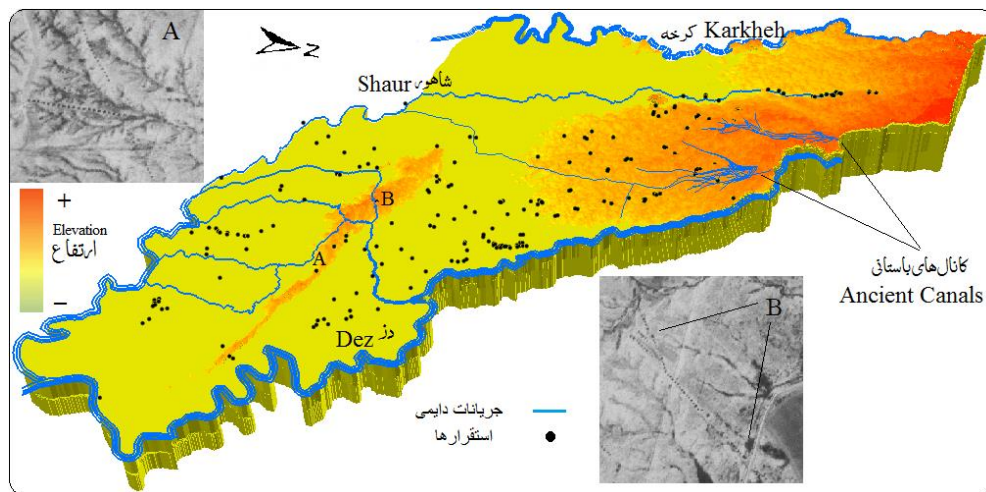 A
Z
کرخه Karkheh
Shaur شاهور
+
Elevation
ارتفاع
−
B
A
کانال‌های باستانی
Ancient Canals
B
Dez دز
جریانات دایمی
استقرارها